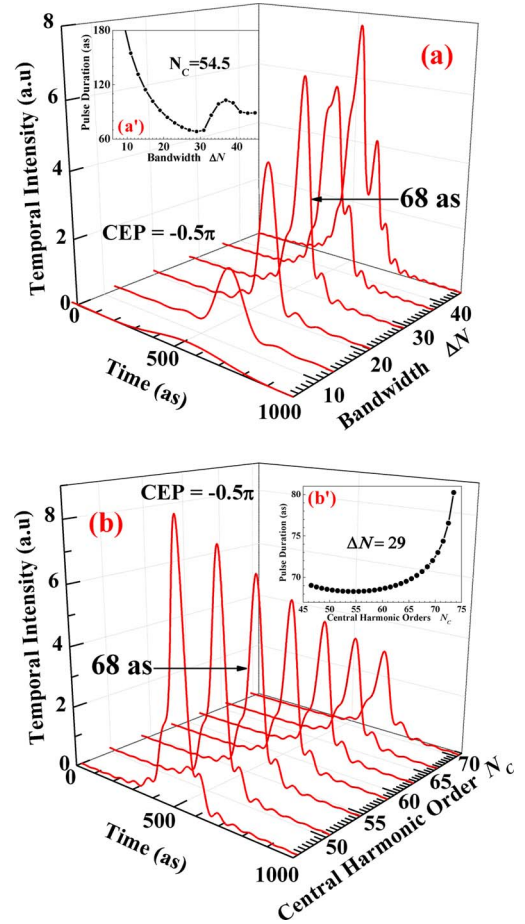 (a)
Temporal Intensity (a.u)
8
6
4
2
0
Pulse Duration (as)
180
120
60
N_C=54.5
(a')
10 20 30 40
Bandwidth ΔN
CEP = -0.5π
68 as
0
500
1000
Time (as)
10
20
30
40
Bandwidth ΔN
(b)
Temporal Intensity (a.u)
8
6
4
2
0
CEP = -0.5π
Pulse Duration (as)
80
70
(b')
ΔN= 29
45 50 55 60 65 70 75
Central Harmonic Orders N_C
68 as
0
500
1000
Time (as)
50
55
60
65
70
Central Harmonic Order N_C